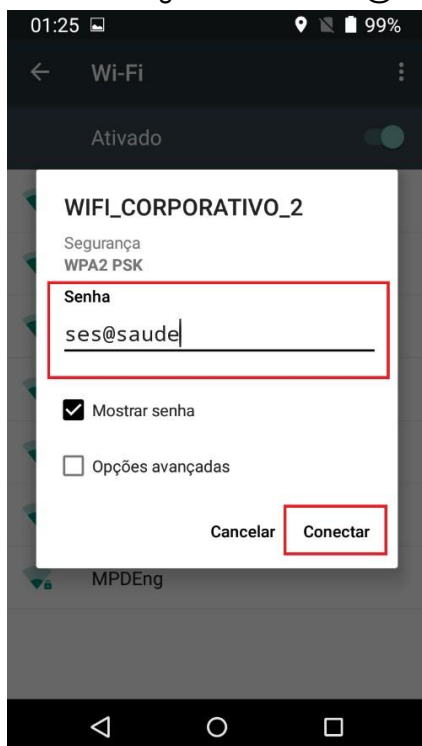 01:25 99%
Wi-Fi
Ativado
WIFI_CORPORATIVO_2
Segurança
WPA2 PSK
Senha
ses@saude
Mostrar senha
Opções avançadas
Cancelar Conectar
MPDEng